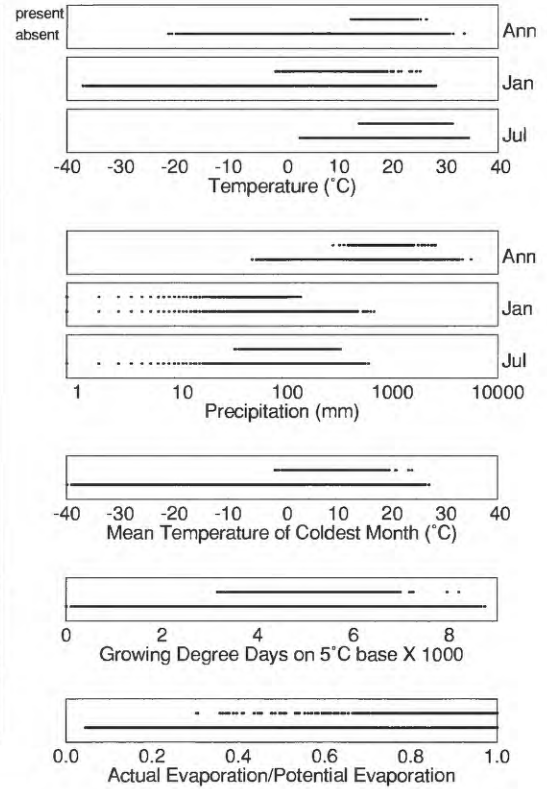 present
absent
Ann
Jan
Jul
-40 -30 -20 -10 0 10 20 30 40
Temperature (˚C)
Ann
Jan
Jul
1 10 100 1000 10000
Precipitation (mm)
-40 -30 -20 -10 0 10 20 30 40
Mean Temperature of Coldest Month (˚C)
0 2 4 6 8
Growing Degree Days on 5˚C base X 1000
0.0 0.2 0.4 0.6 0.8 1.0
Actual Evaporation/Potential Evaporation